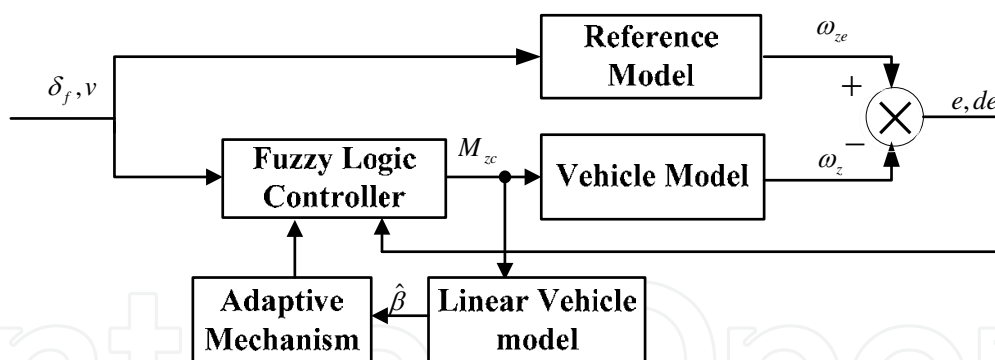 Reference
Model
ω_ze
δ_f, v
+
e, de
−
Fuzzy Logic
Controller
M_zc
Vehicle Model
ω_z
Adaptive
Mechanism
β̂
Linear Vehicle
model